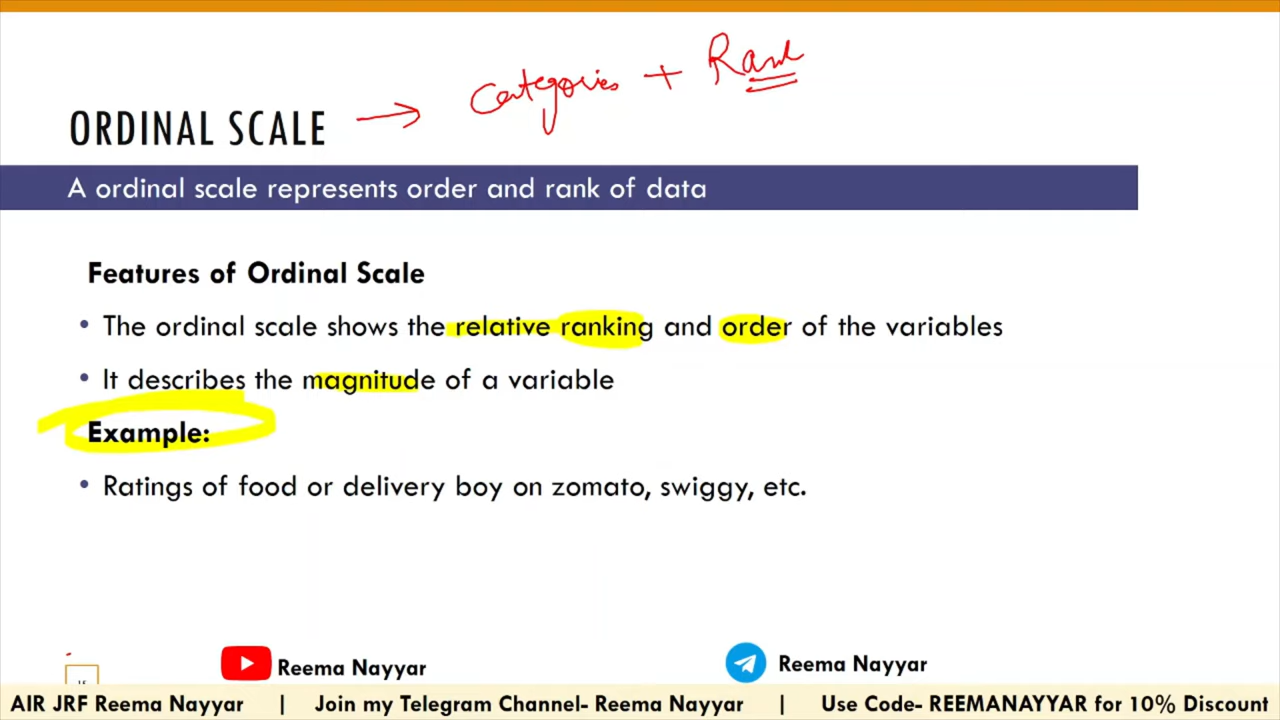 Categories + Rank
ORDINAL SCALE
A ordinal scale represents order and rank of data
Features of Ordinal Scale
• The ordinal scale shows the relative ranking and order of the variables
• It describes the magnitude of a variable
Example:
• Ratings of food or delivery boy on zomato, swiggy, etc.
Reema Nayyar
Reema Nayyar
AIR JRF Reema Nayyar | Join my Telegram Channel- Reema Nayyar | Use Code- REEMANAYYAR for 10% Discount